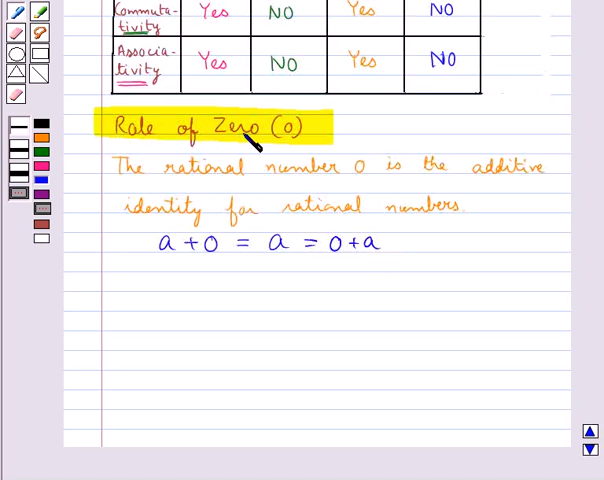 Commuta- Yes NO Yes NO
tivity
Associa- Yes NO Yes NO
tivity
Role of Zero (0)
The rational number 0 is the additive
identity for rational numbers.
a + 0 = a = 0 + a